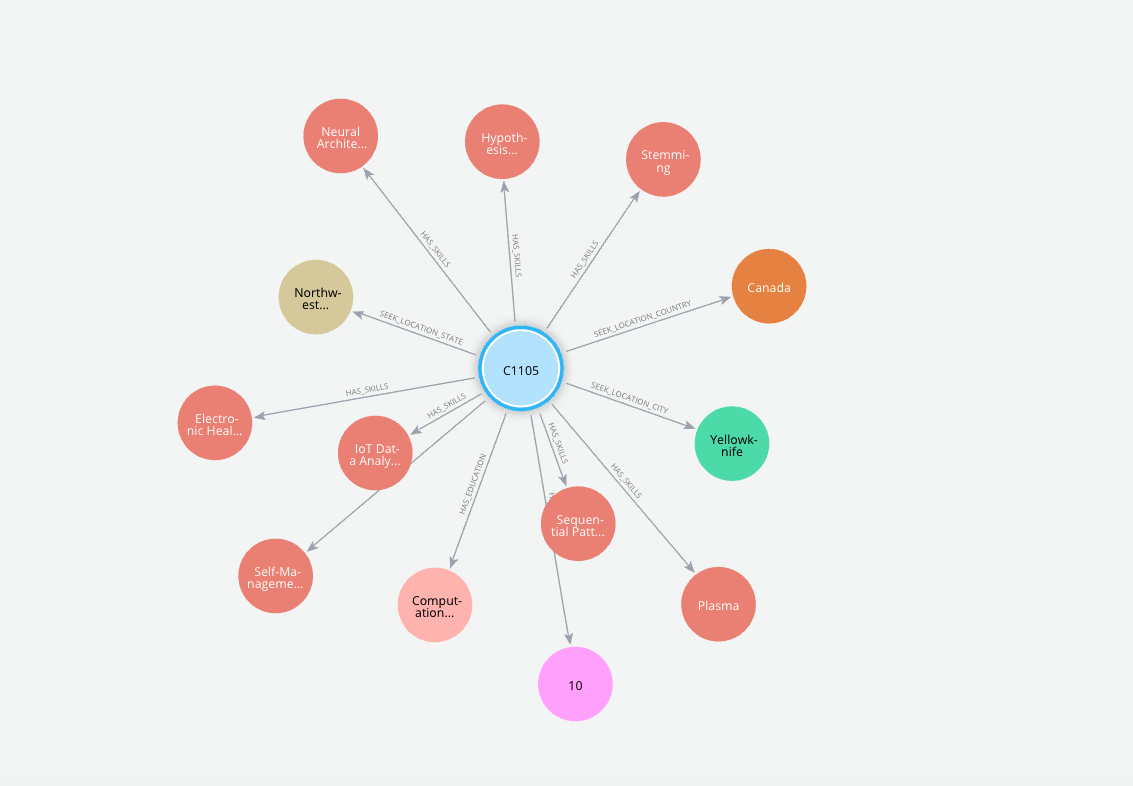 Neural
Archite...
Hypoth-
esis...
Stemmi-
ng
HAS_SKILLS
HAS_SKILLS
HAS_SKILLS
Northw-
est...
Canada
SEEK_LOCATION_STATE
SEEK_LOCATION_COUNTRY
C1105
HAS_SKILLS
SEEK_LOCATION_CITY
Electro-
nic Heal...
HAS_SKILLS
IoT Dat-
a Analy...
HAS_SKILLS
Yellowk-
nife
HAS_EDUCATION
HAS_SKILLS
Sequen-
tial Patt...
Self-Ma-
nageme...
Comput-
ation...
Plasma
10